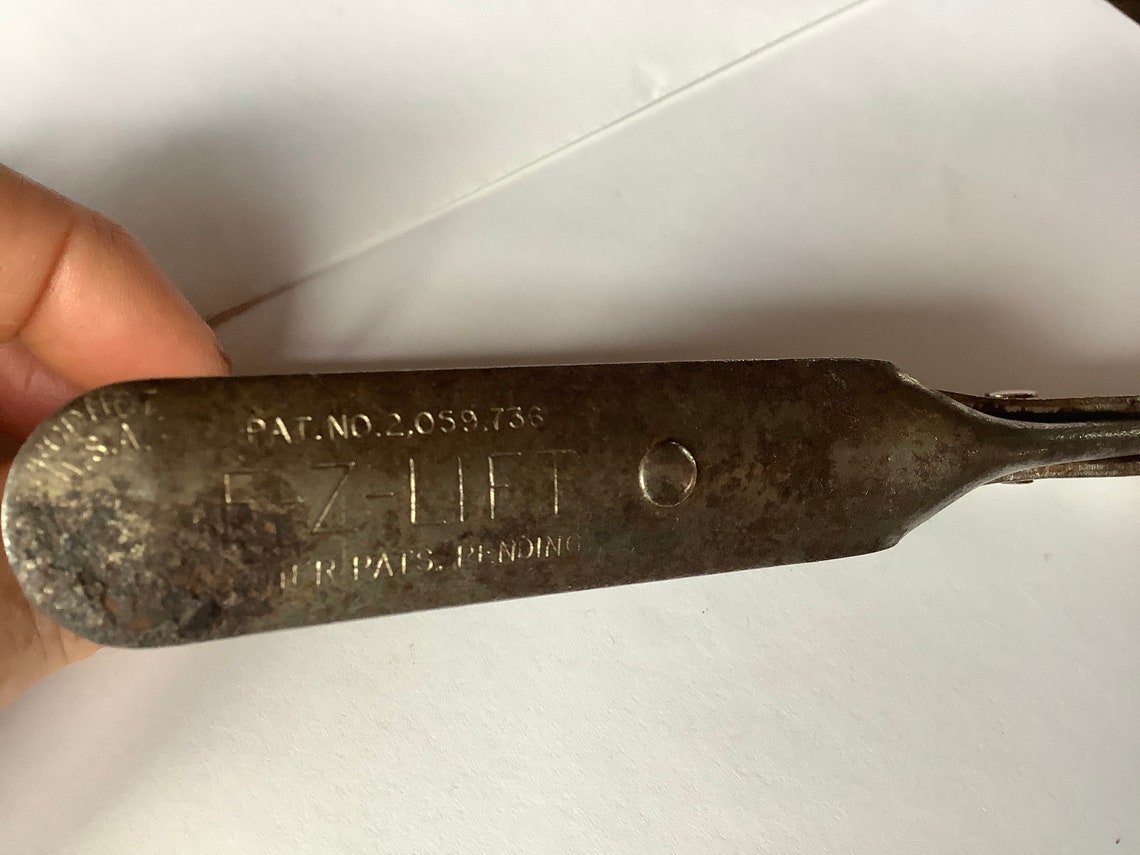 U.S.A.
PAT. NO. 2,059,736
E-Z-LIFT
PATS. PENDING